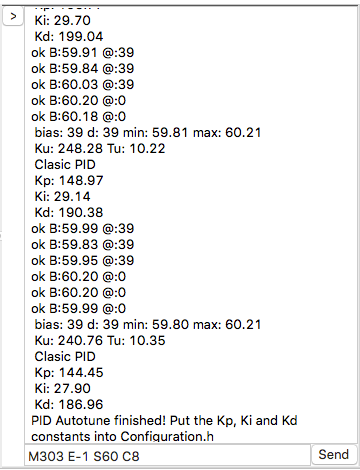 >
Ki: 29.70
Kd: 199.04
ok B:59.91 @:39
ok B:59.84 @:39
ok B:60.03 @:39
ok B:60.20 @:0
ok B:60.18 @:0
bias: 39 d: 39 min: 59.81 max: 60.21
Ku: 248.28 Tu: 10.22
Clasic PID
Kp: 148.97
Ki: 29.14
Kd: 190.38
ok B:59.99 @:39
ok B:59.83 @:39
ok B:59.95 @:39
ok B:60.20 @:0
ok B:60.20 @:0
ok B:59.99 @:0
bias: 39 d: 39 min: 59.80 max: 60.21
Ku: 240.76 Tu: 10.35
Clasic PID
Kp: 144.45
Ki: 27.90
Kd: 186.96
PID Autotune finished! Put the Kp, Ki and Kd
constants into Configuration.h
M303 E-1 S60 C8
Send